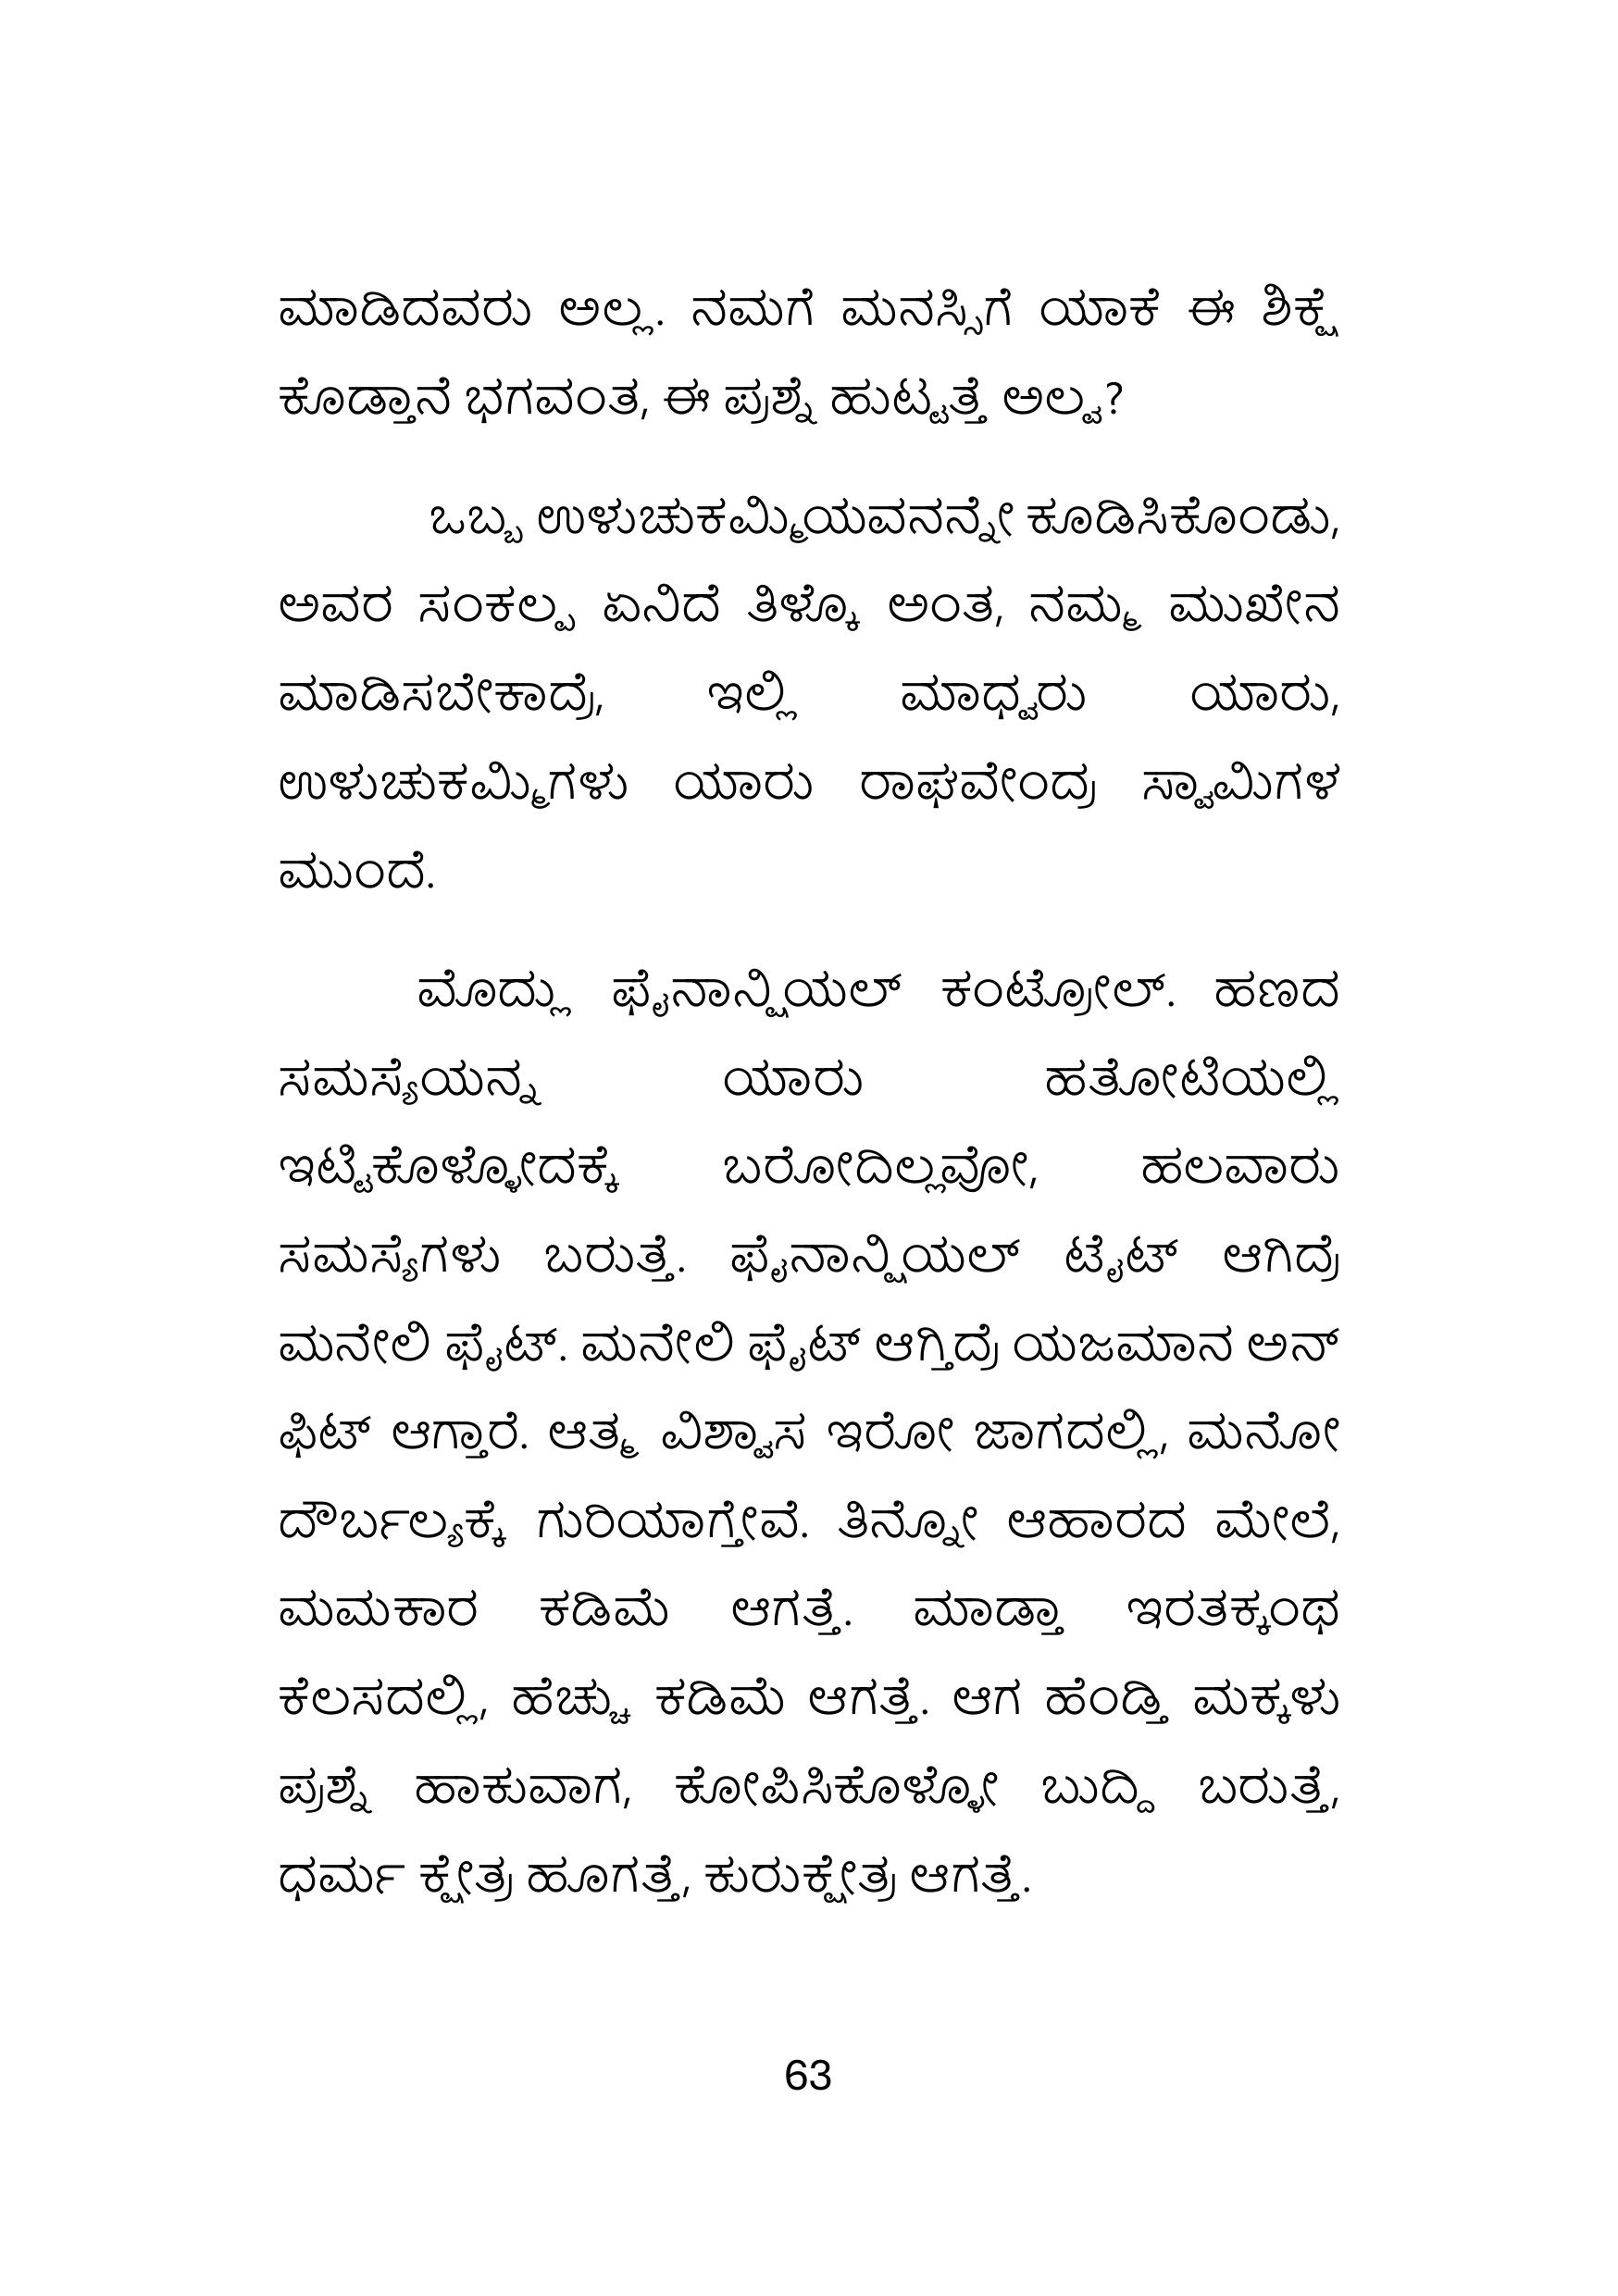 ಮಾಡಿದವರು ಅಲ್ಲ. ನಮಗೆ ಮನಸ್ಸಿಗೆ ಯಾಕೆ ಈ ಶಿಕ್ಷೆ
ಕೊಡ್ತಾನೆ ಭಗವಂತ, ಈ ಪ್ರಶ್ನೆ ಹುಟ್ಟತ್ತೆ ಅಲ್ವ?
ಒಬ್ಬ ಉಳುಚುಕಮ್ಮಿಯವನನ್ನೇ ಕೂಡಿಸಿಕೊಂಡು,
ಅವರ ಸಂಕಲ್ಪ ಏನಿದೆ ತಿಳ್ಕೊ ಅಂತ, ನಮ್ಮ ಮುಖೇನ
ಮಾಡಿಸಬೇಕಾದ್ರೆ, ಇಲ್ಲಿ ಮಾಧ್ವರು ಯಾರು,
ಉಳುಚುಕಮ್ಮಿಗಳು ಯಾರು ರಾಘವೇಂದ್ರ ಸ್ವಾಮಿಗಳ
ಮುಂದೆ.
ಮೊದ್ಲು ಫೈನಾನ್ಷಿಯಲ್ ಕಂಟ್ರೋಲ್. ಹಣದ
ಸಮಸ್ಯೆಯನ್ನ ಯಾರು ಹತೋಟಿಯಲ್ಲಿ
ಇಟ್ಟಿಕೊಳ್ಳೋದಕ್ಕೆ ಬರೋದಿಲ್ಲವೋ, ಹಲವಾರು
ಸಮಸ್ಯೆಗಳು ಬರುತ್ತೆ. ಫೈನಾನ್ಷಿಯಲ್ ಟೈಟ್ ಆಗಿದ್ರೆ
ಮನೇಲಿ ಫೈಟ್. ಮನೇಲಿ ಫೈಟ್ ಆಗ್ತಿದ್ರೆ ಯಜಮಾನ ಅನ್
ಫಿಟ್ ಆಗ್ತಾರೆ. ಆತ್ಮ ವಿಶ್ವಾಸ ಇರೋ ಜಾಗದಲ್ಲಿ, ಮನೋ
ದೌರ್ಬಲ್ಯಕ್ಕೆ ಗುರಿಯಾಗ್ತೇವೆ. ತಿನ್ನೋ ಆಹಾರದ ಮೇಲೆ,
ಮಮಕಾರ ಕಡಿಮೆ ಆಗತ್ತೆ. ಮಾಡ್ತಾ ಇರತಕ್ಕಂಥ
ಕೆಲಸದಲ್ಲಿ, ಹೆಚ್ಚು ಕಡಿಮೆ ಆಗತ್ತೆ. ಆಗ ಹೆಂಡ್ತಿ ಮಕ್ಕಳು
ಪ್ರಶ್ನೆ ಹಾಕುವಾಗ, ಕೋಪಿಸಿಕೊಳ್ಳೋ ಬುದ್ದಿ ಬರುತ್ತೆ,
ಧರ್ಮ ಕ್ಷೇತ್ರ ಹೂಗತ್ತೆ, ಕುರುಕ್ಷೇತ್ರ ಆಗತ್ತೆ.
63